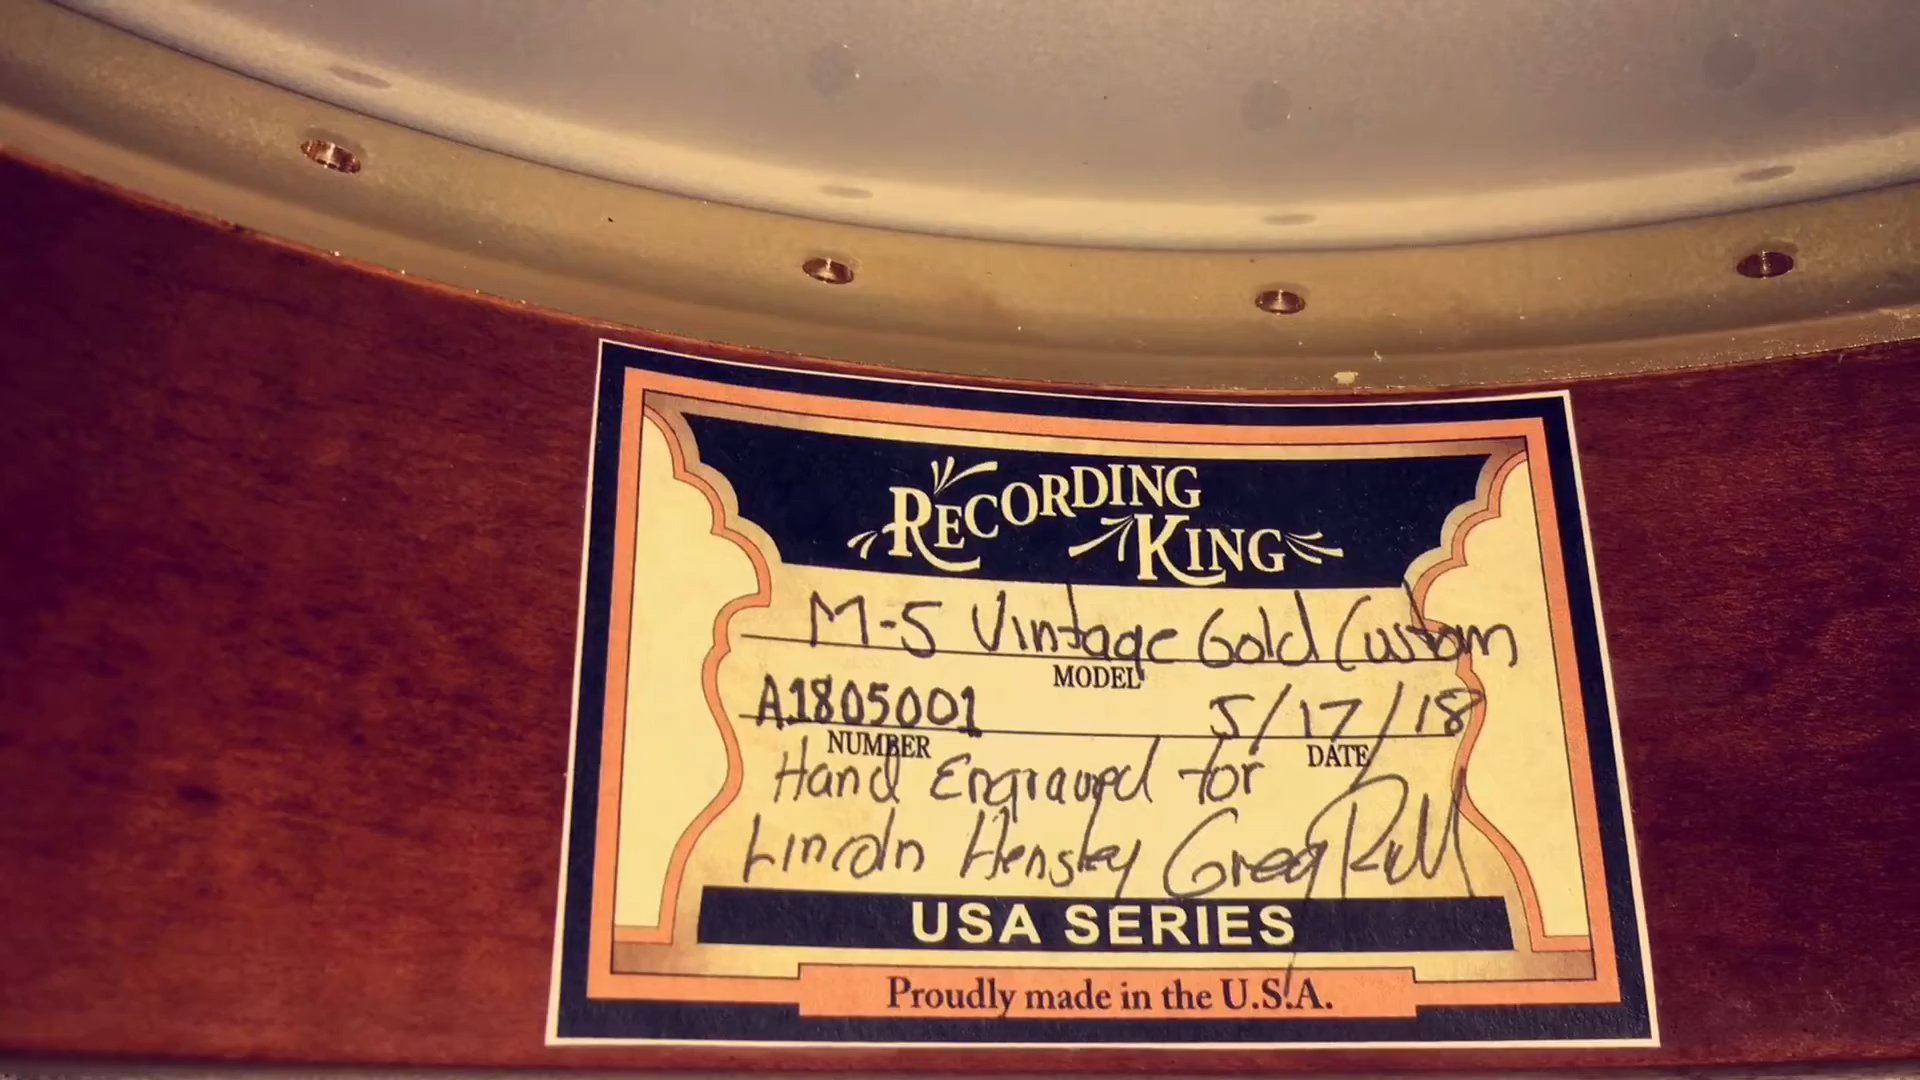 RECORDING
KING
M-5 Vintage Gold Custom
MODEL
A1805001 5/17/18
NUMBER DATE
Hand Engraved for
Lincoln Hensley Greg Rich
USA SERIES
Proudly made in the U.S.A.